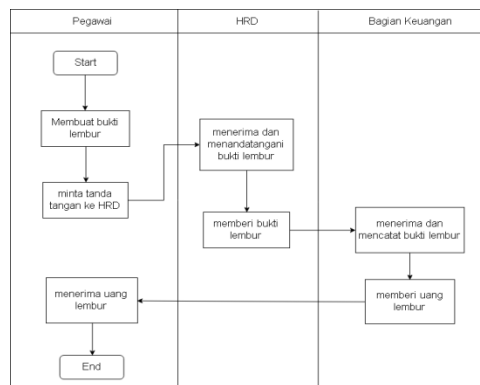 Pegawai
HRD
Bagian Keuangan
Start
Membuat bukti
lembur
minta tanda
tangan ke HRD
menerima dan
menandatangani
bukti lembur
memberi bukti
lembur
menerima dan
mencatat bukti lembur
memberi uang
lembur
menerima uang
lembur
End